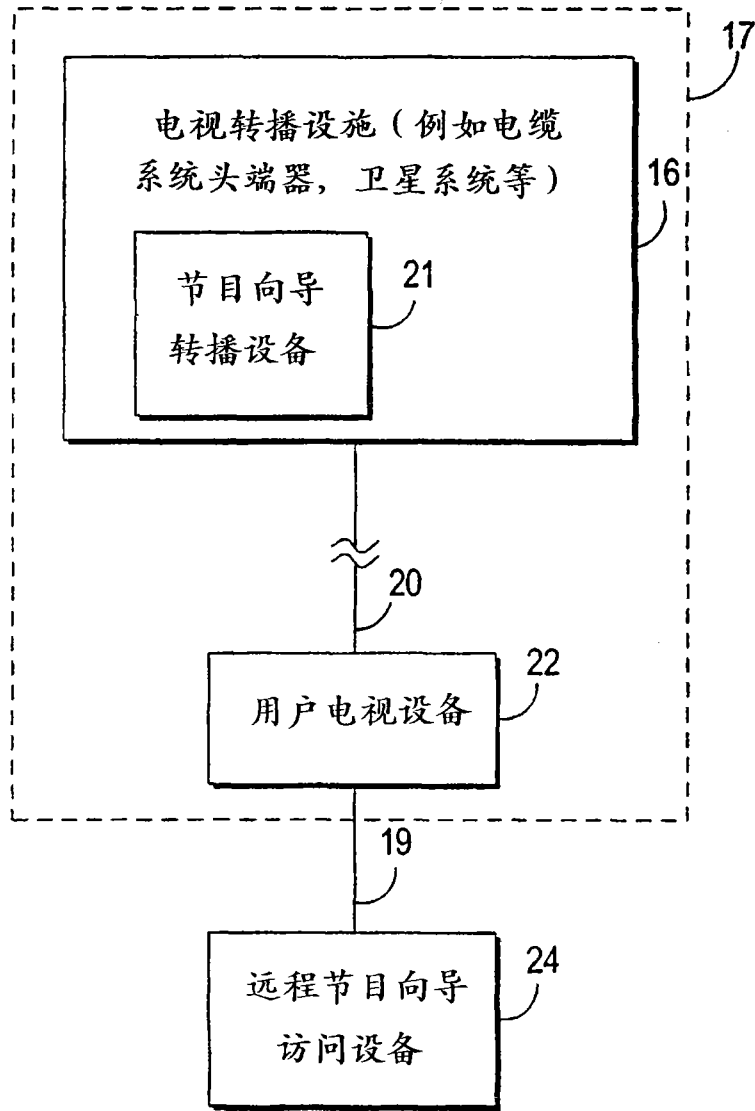 17
电视转播设施（例如电缆
系统头端器，卫星系统等）
16
节目向导
转播设备
21
20
用户电视设备
22
19
远程节目向导
访问设备
24